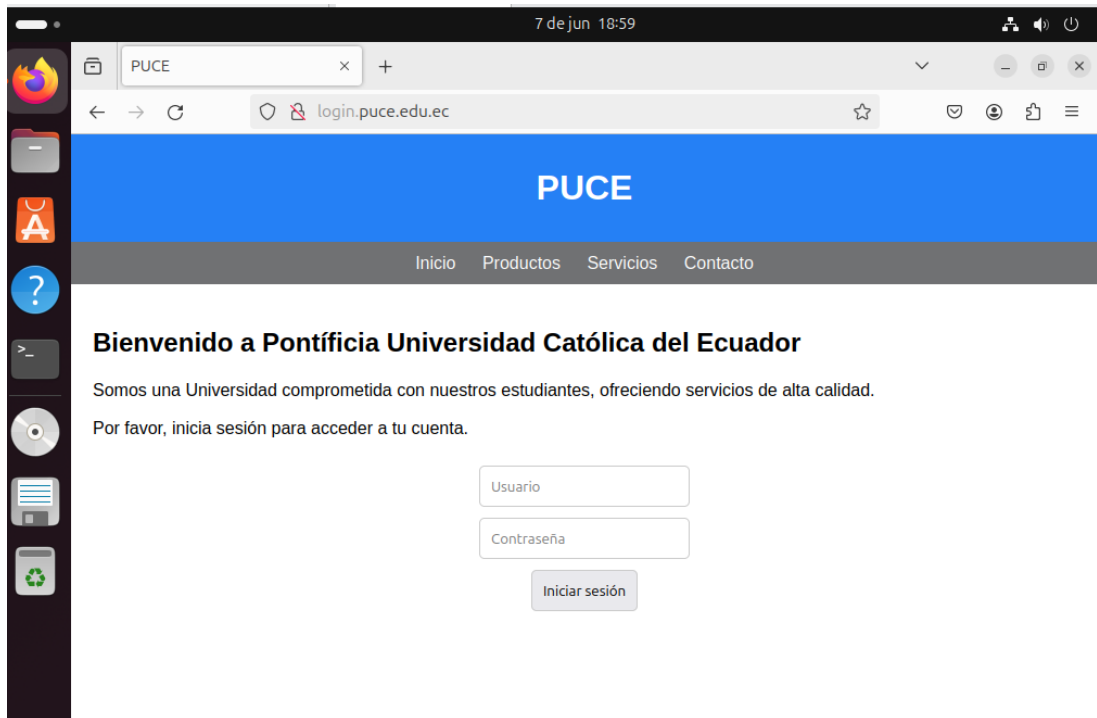 7 de jun 18:59
PUCE
login.puce.edu.ec
PUCE
Inicio Productos Servicios Contacto
Bienvenido a Pontíficia Universidad Católica del Ecuador
Somos una Universidad comprometida con nuestros estudiantes, ofreciendo servicios de alta calidad.
Por favor, inicia sesión para acceder a tu cuenta.
Usuario
Contraseña
Iniciar sesión